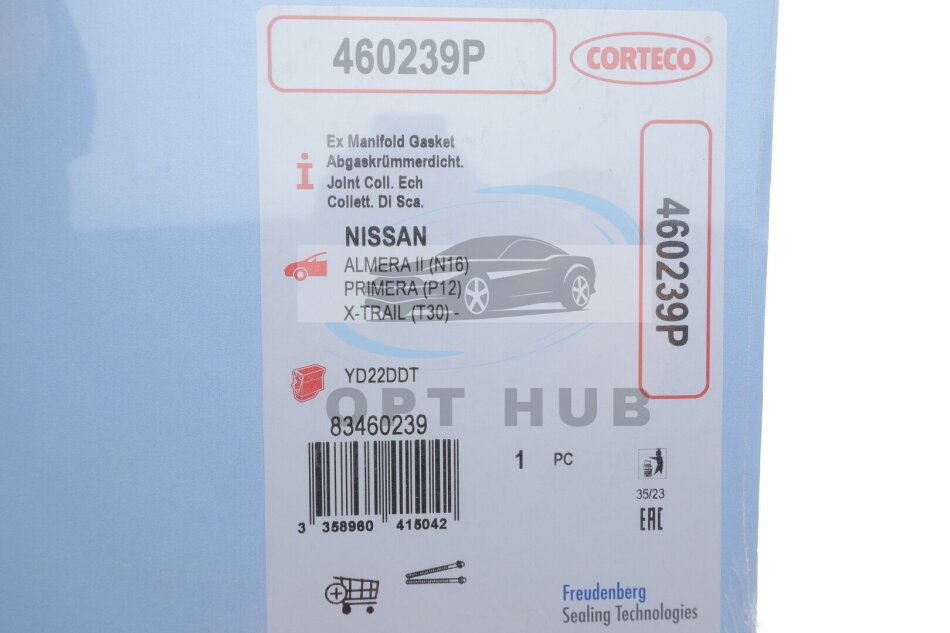 460239P
CORTECO®
Ex Manifold Gasket
Abgaskrümmerdicht.
Joint Coll. Ech
Collett. Di Sca.
NISSAN
ALMERA II (N16)
PRIMERA (P12)
X-TRAIL (T30) -
460239P
YD22DDT
OPT HUB
83460239
1 PC
3 358960 415042
35/23
EAC
Freudenberg
Sealing Technologies